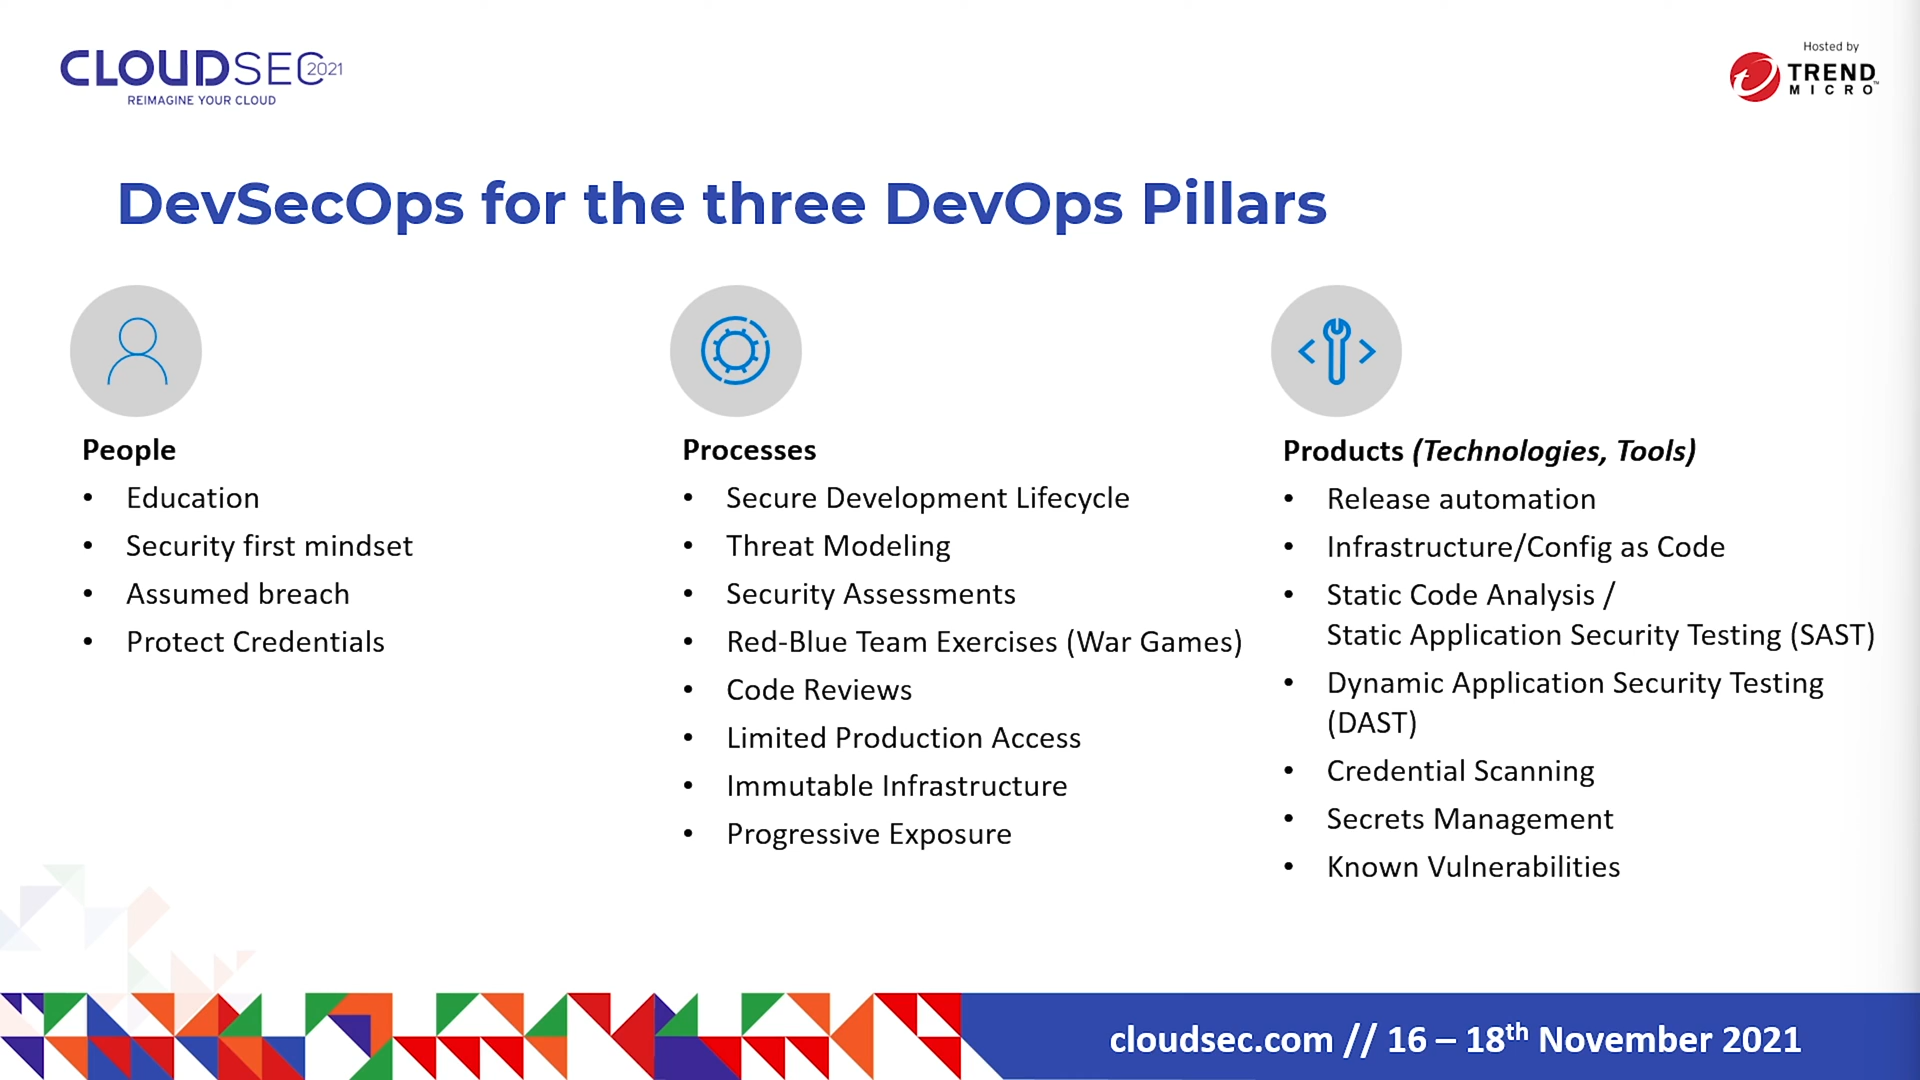 CLOUDSEC 2021
REIMAGINE YOUR CLOUD
Hosted by
TREND
MICRO™
DevSecOps for the three DevOps Pillars
People
• Education
• Security first mindset
• Assumed breach
• Protect Credentials
Processes
• Secure Development Lifecycle
• Threat Modeling
• Security Assessments
• Red-Blue Team Exercises (War Games)
• Code Reviews
• Limited Production Access
• Immutable Infrastructure
• Progressive Exposure
Products (Technologies, Tools)
• Release automation
• Infrastructure/Config as Code
• Static Code Analysis /
Static Application Security Testing (SAST)
• Dynamic Application Security Testing
(DAST)
• Credential Scanning
• Secrets Management
• Known Vulnerabilities
cloudsec.com // 16 – 18th November 2021